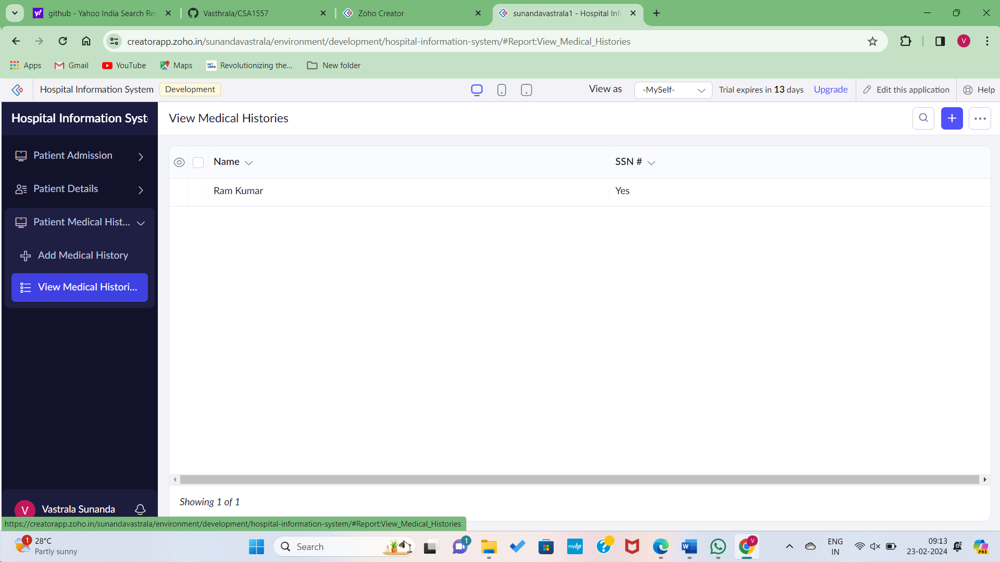 github - Yahoo India Search Res
Vasthrala/CSA1557
Zoho Creator
sunandavastrala1 - Hospital Info
creatorapp.zoho.in/sunandavastrala/environment/development/hospital-information-system/#Report:View_Medical_Histories
V
Apps
Gmail
YouTube
Maps
Revolutionizing the...
New folder
Hospital Information System
Development
View as
-MySelf-
Trial expires in 13 days
Upgrade
Edit this application
Help
Hospital Information Syst
View Medical Histories
Patient Admission
Patient Details
Patient Medical Hist...
Add Medical History
View Medical Histori...
Name
SSN #
Ram Kumar
Yes
Showing 1 of 1
V
Vastrala Sunanda
https://creatorapp.zoho.in/sunandavastrala/environment/development/hospital-information-system/#Report:View_Medical_Histories
1
28°C
Partly sunny
Search
1
myhp
W
V
ENG
IN
09:13
23-02-2024
PRE